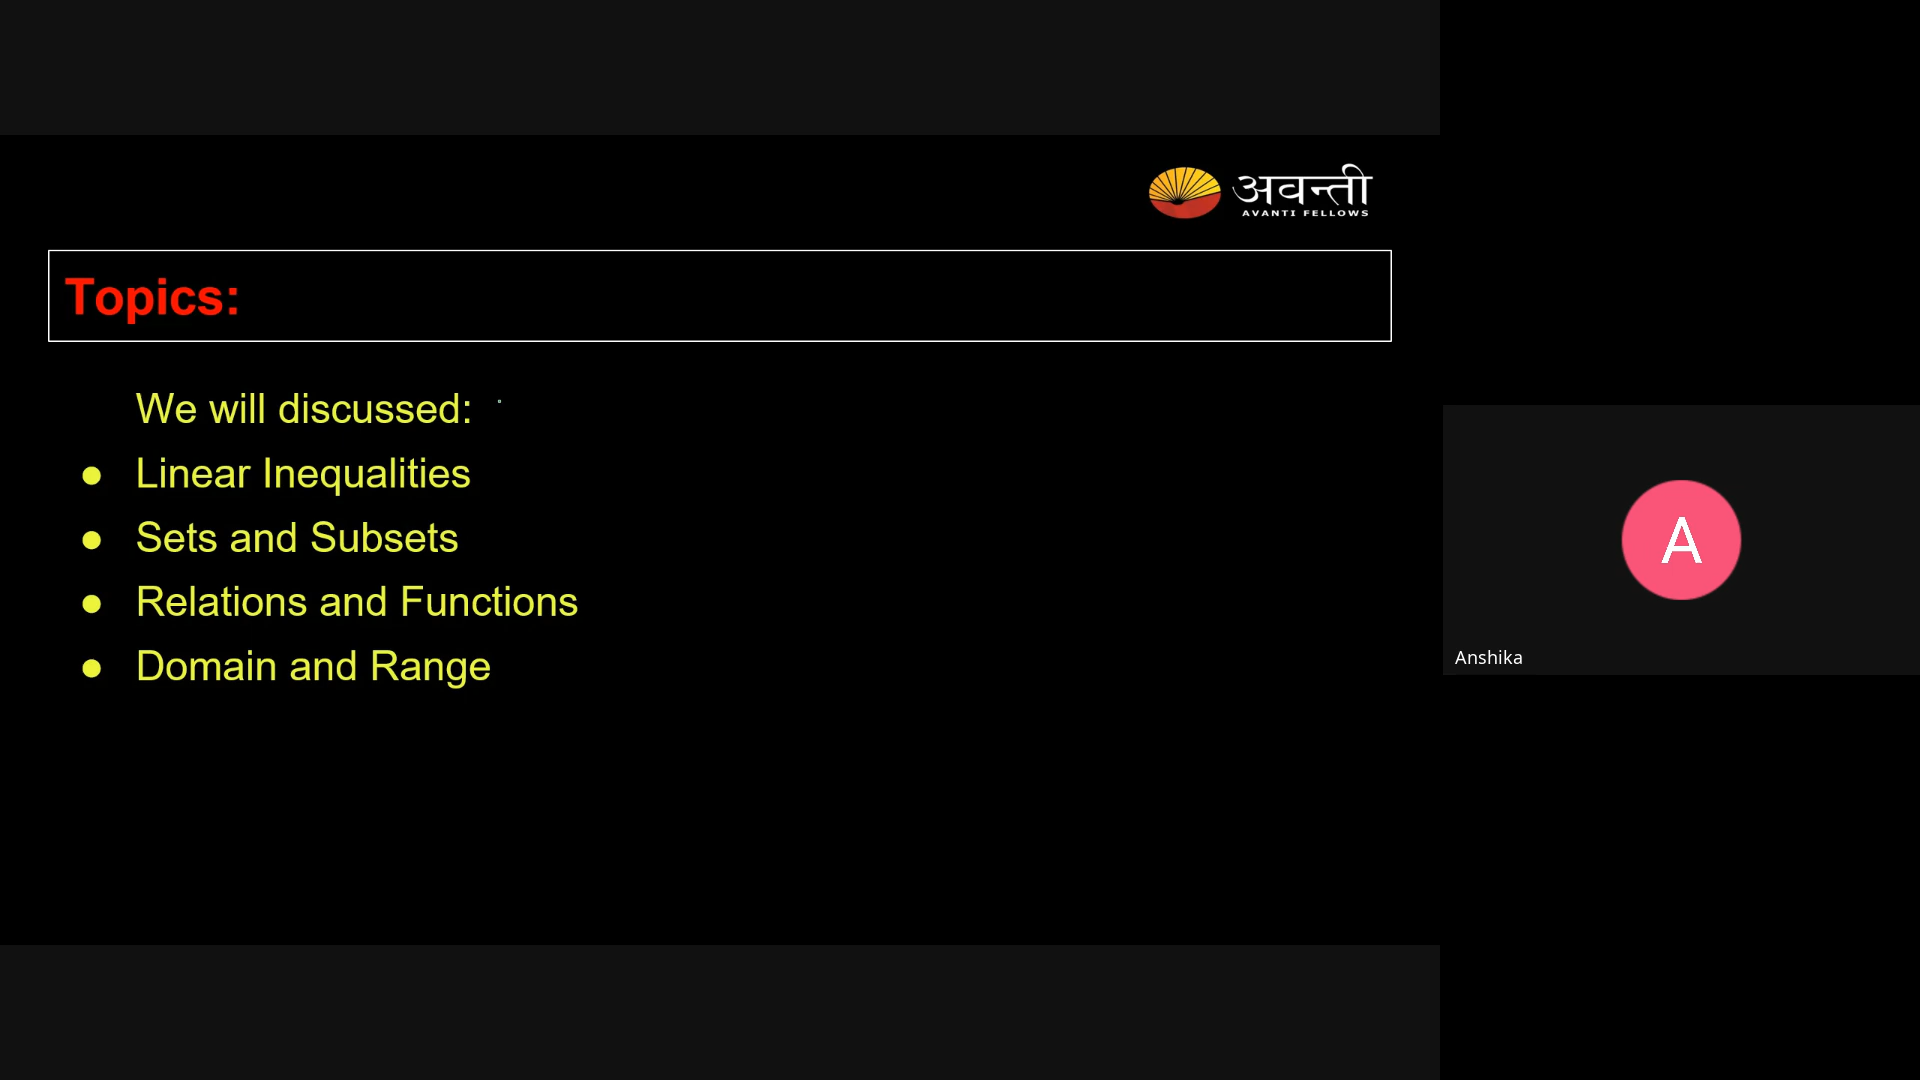 अवन्ती
AVANTI FELLOWS
Topics:
We will discussed:
● Linear Inequalities
● Sets and Subsets
● Relations and Functions
● Domain and Range
A
Anshika